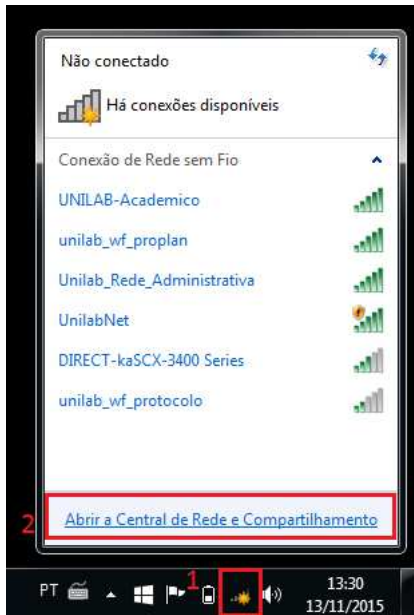 Não conectado
Há conexões disponíveis
Conexão de Rede sem Fio
UNILAB-Academico
unilab_wf_proplan
Unilab_Rede_Administrativa
UnilabNet
DIRECT-kaSCX-3400 Series
unilab_wf_protocolo
2 Abrir a Central de Rede e Compartilhamento
1
PT 13:30
13/11/2015